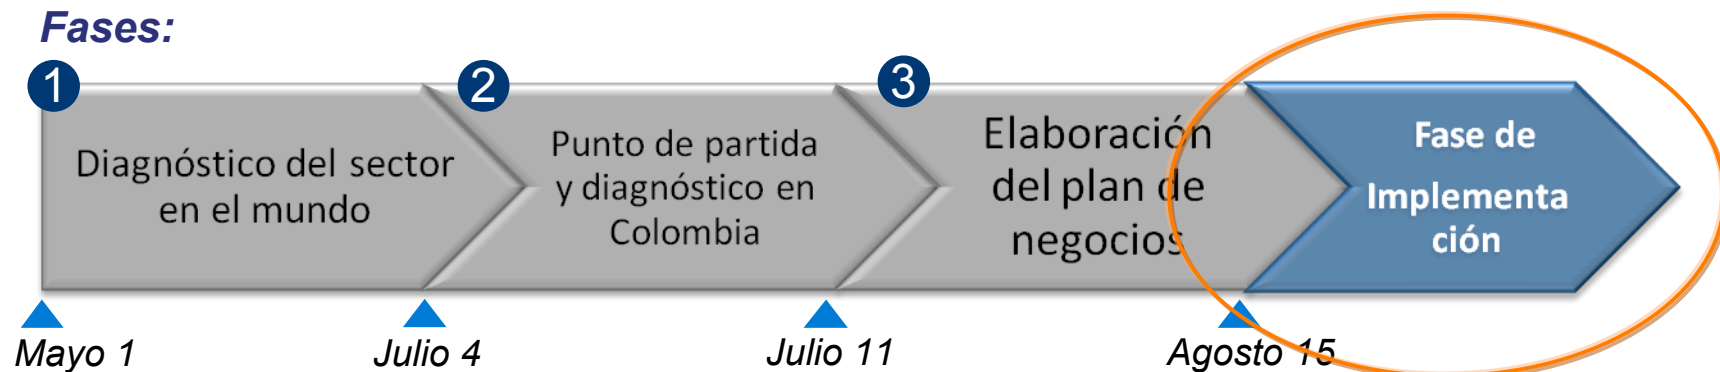 Fases:
1
Diagnóstico del sector
en el mundo
2
Punto de partida
y diagnóstico en
Colombia
3
Elaboración
del plan de
negocios
Fase de
Implementa
ción
Mayo 1
Julio 4
Julio 11
Agosto 15